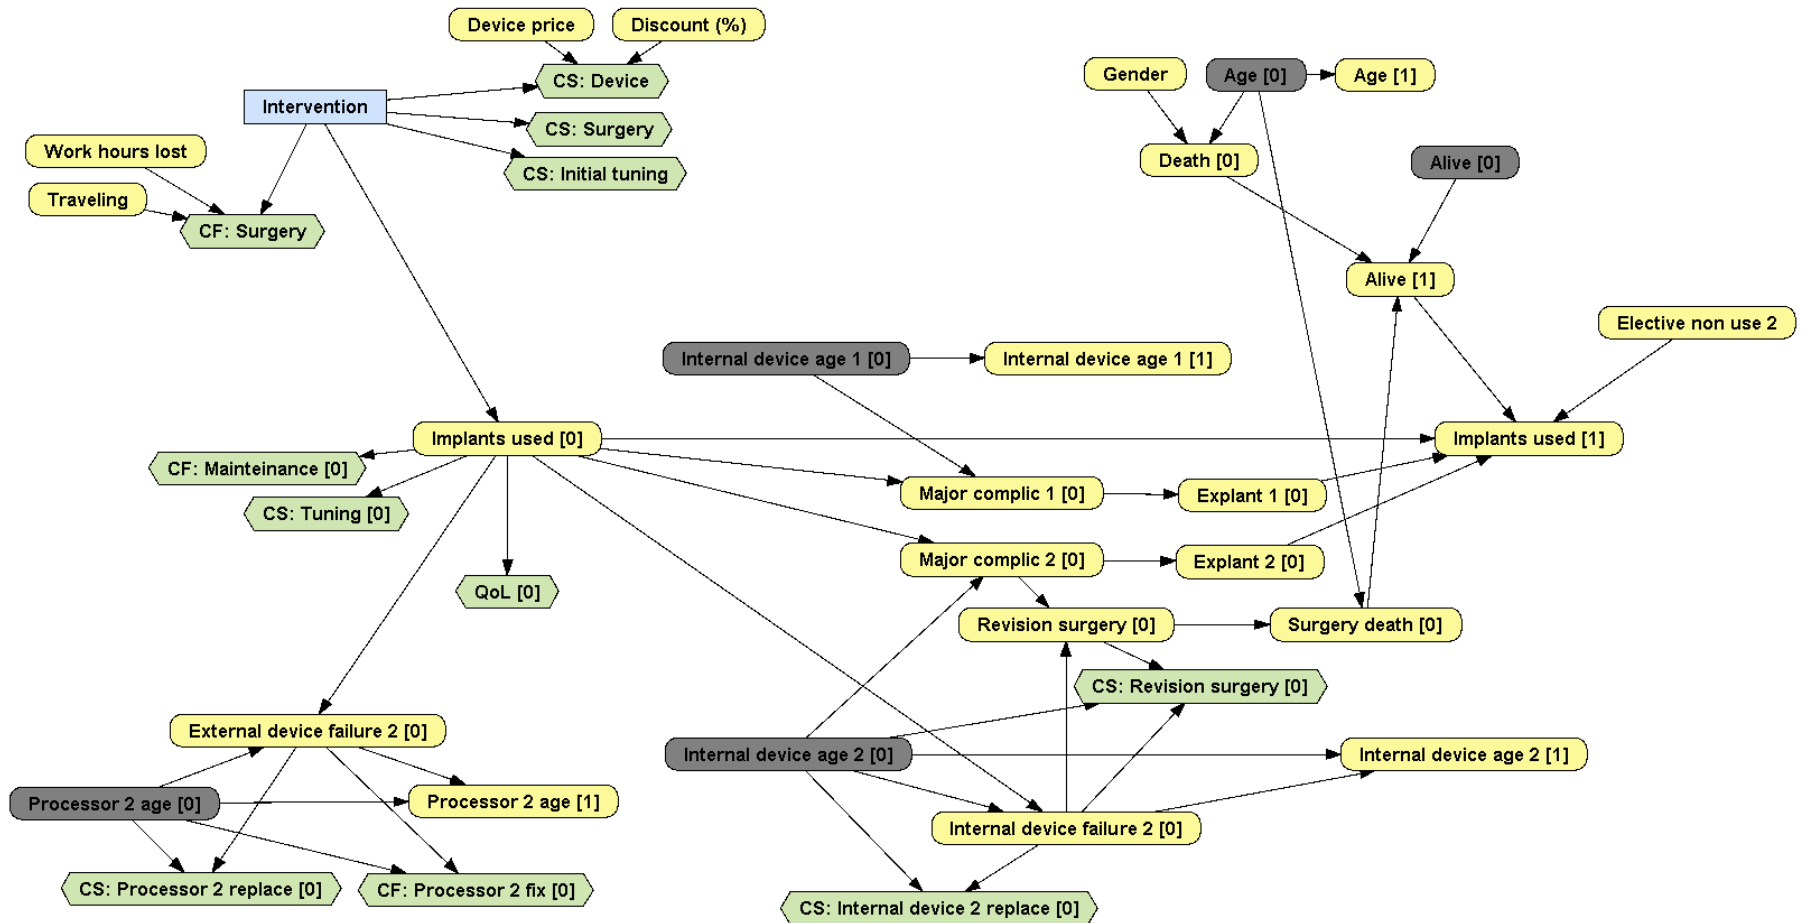 Device price
Discount (%)
CS: Device
Gender
Age [0]
Age [1]
Intervention
CS: Surgery
Work hours lost
Death [0]
Alive [0]
CS: Initial tuning
Traveling
CF: Surgery
Alive [1]
Elective non use 2
Internal device age 1 [0]
Internal device age 1 [1]
Implants used [0]
Implants used [1]
CF: Mainteinance [0]
Major complic 1 [0]
Explant 1 [0]
CS: Tuning [0]
Major complic 2 [0]
Explant 2 [0]
QoL [0]
Revision surgery [0]
Surgery death [0]
CS: Revision surgery [0]
External device failure 2 [0]
Internal device age 2 [0]
Internal device age 2 [1]
Processor 2 age [0]
Processor 2 age [1]
Internal device failure 2 [0]
CS: Processor 2 replace [0]
CF: Processor 2 fix [0]
CS: Internal device 2 replace [0]